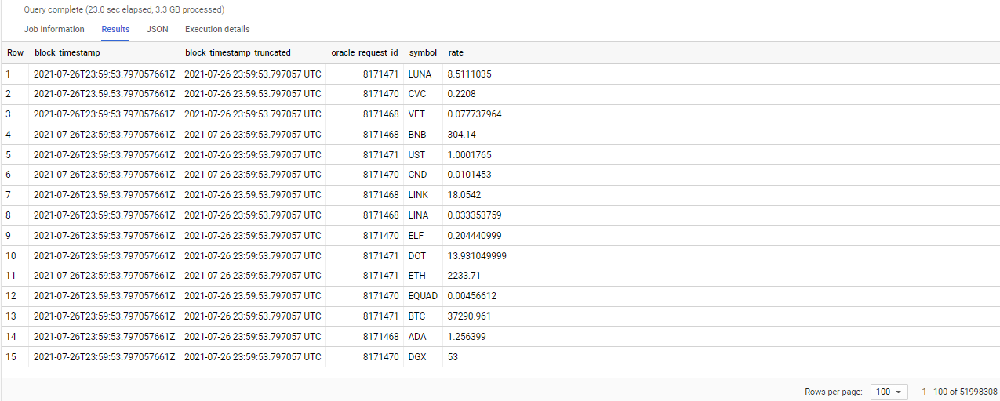 Query complete (23.0 sec elapsed, 3.3 GB processed)
Job information Results JSON Execution details
Row block_timestamp block_timestamp_truncated oracle_request_id symbol rate
1 2021-07-26T23:59:53.797057661Z 2021-07-26 23:59:53.797057 UTC 8171471 LUNA 8.5111035
2 2021-07-26T23:59:53.797057661Z 2021-07-26 23:59:53.797057 UTC 8171470 CVC 0.2208
3 2021-07-26T23:59:53.797057661Z 2021-07-26 23:59:53.797057 UTC 8171468 VET 0.077737964
4 2021-07-26T23:59:53.797057661Z 2021-07-26 23:59:53.797057 UTC 8171468 BNB 304.14
5 2021-07-26T23:59:53.797057661Z 2021-07-26 23:59:53.797057 UTC 8171471 UST 1.0001765
6 2021-07-26T23:59:53.797057661Z 2021-07-26 23:59:53.797057 UTC 8171470 CND 0.0101453
7 2021-07-26T23:59:53.797057661Z 2021-07-26 23:59:53.797057 UTC 8171468 LINK 18.0542
8 2021-07-26T23:59:53.797057661Z 2021-07-26 23:59:53.797057 UTC 8171468 LINA 0.033353759
9 2021-07-26T23:59:53.797057661Z 2021-07-26 23:59:53.797057 UTC 8171470 ELF 0.204440999
10 2021-07-26T23:59:53.797057661Z 2021-07-26 23:59:53.797057 UTC 8171471 DOT 13.931049999
11 2021-07-26T23:59:53.797057661Z 2021-07-26 23:59:53.797057 UTC 8171471 ETH 2233.71
12 2021-07-26T23:59:53.797057661Z 2021-07-26 23:59:53.797057 UTC 8171470 EQUAD 0.00456612
13 2021-07-26T23:59:53.797057661Z 2021-07-26 23:59:53.797057 UTC 8171471 BTC 37290.961
14 2021-07-26T23:59:53.797057661Z 2021-07-26 23:59:53.797057 UTC 8171468 ADA 1.256399
15 2021-07-26T23:59:53.797057661Z 2021-07-26 23:59:53.797057 UTC 8171470 DGX 53
Rows per page: 100 1 - 100 of 51998308